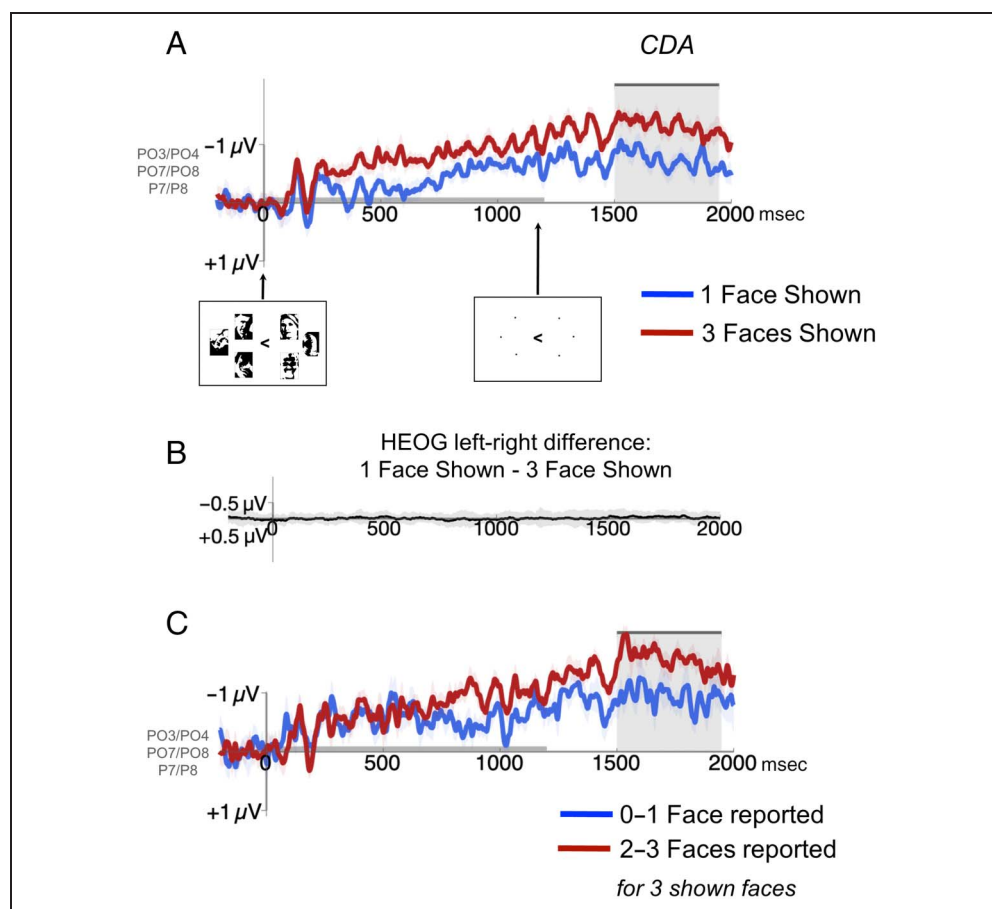 A
CDA
−1 µV
PO3/PO4
PO7/PO8
P7/P8
0 500 1000 1500 2000 msec
+1 µV
<
<
1 Face Shown
3 Faces Shown
B
HEOG left-right difference:
1 Face Shown - 3 Face Shown
−0.5 µV
+0.5 µV
0 500 1000 1500 2000
C
−1 µV
PO3/PO4
PO7/PO8
P7/P8
0 500 1000 1500 2000 msec
+1 µV
0–1 Face reported
2–3 Faces reported
for 3 shown faces